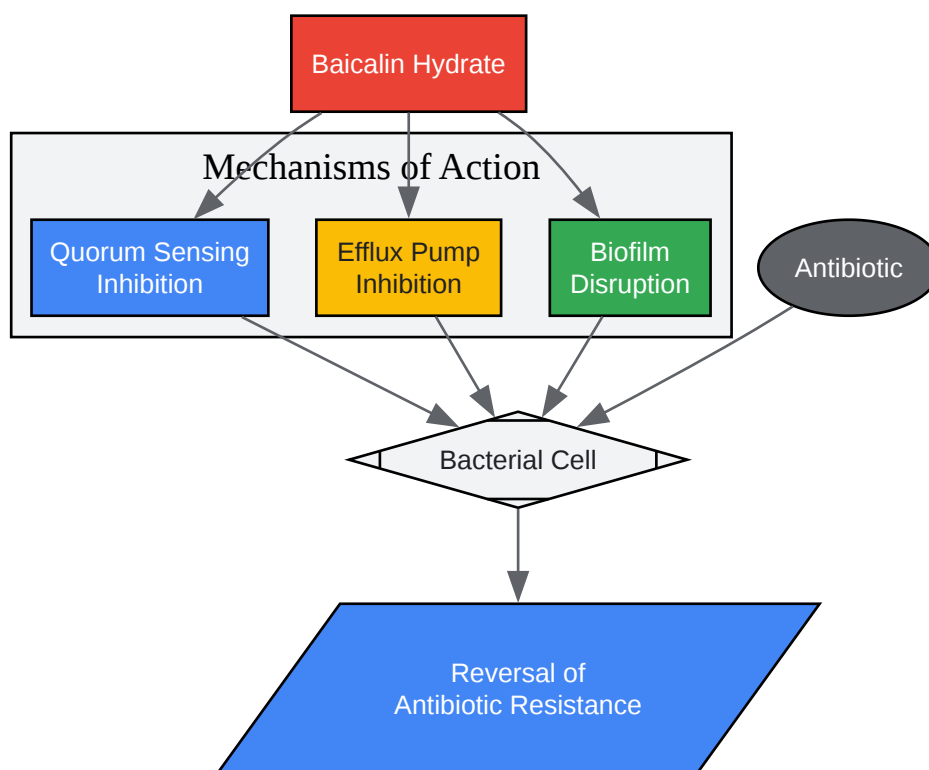 Baicalin Hydrate
Mechanisms of Action
Quorum Sensing
Inhibition
Efflux Pump
Inhibition
Biofilm
Disruption
Antibiotic
Bacterial Cell
Reversal of
Antibiotic Resistance